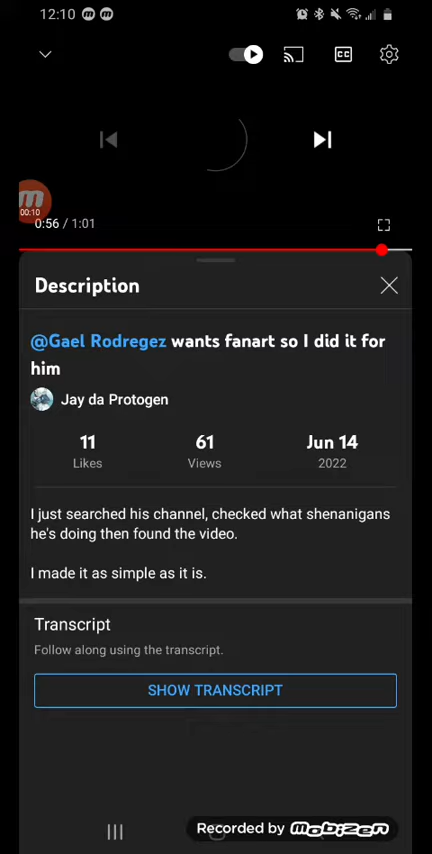 12:10
00:10
0:56 / 1:01
CC
Description
@Gael Rodregez wants fanart so I did it for
him
Jay da Protogen
11 61 Jun 14
Likes Views 2022
I just searched his channel, checked what shenanigans
he's doing then found the video.
I made it as simple as it is.
Transcript
Follow along using the transcript.
SHOW TRANSCRIPT
Recorded by mobizen